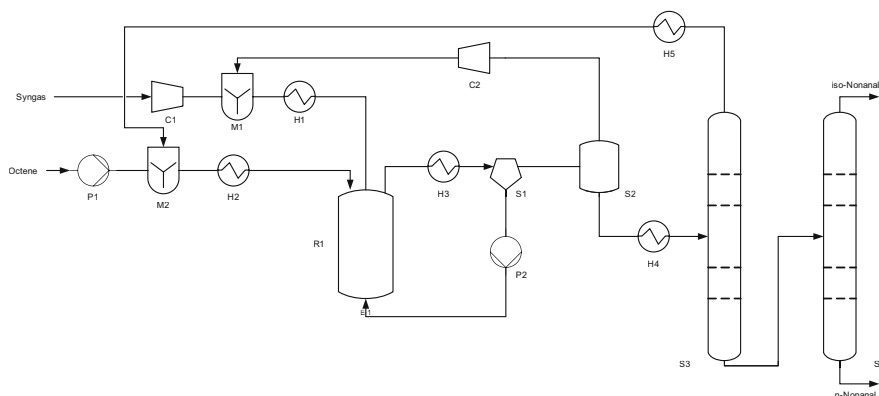 H5
iso-Nonanal
C2
Syngas
C1
M1
H1
Octene
P1
M2
H2
H3
S1
S2
R1
P2
H4
E-1
S3
S
n-Nonanal